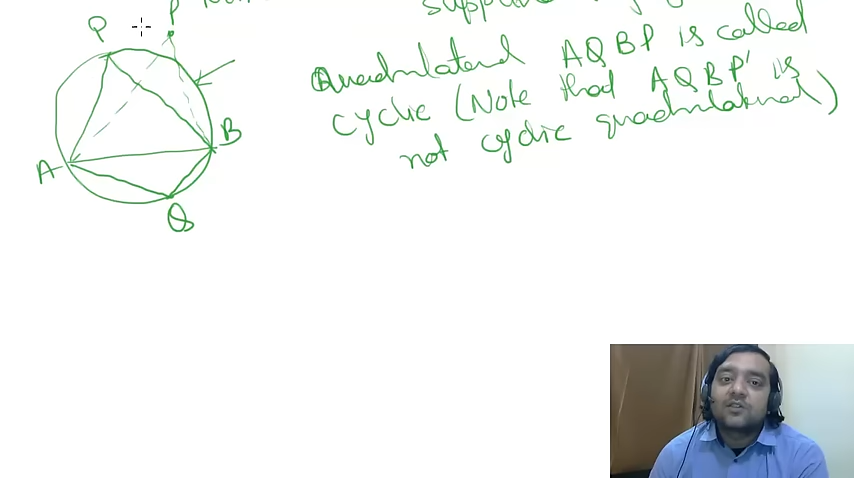 P
P'
Quadrilateral AQBP is called
cyclic (Note that AQBP' is
not cyclic quadrilateral)
B
A
Q